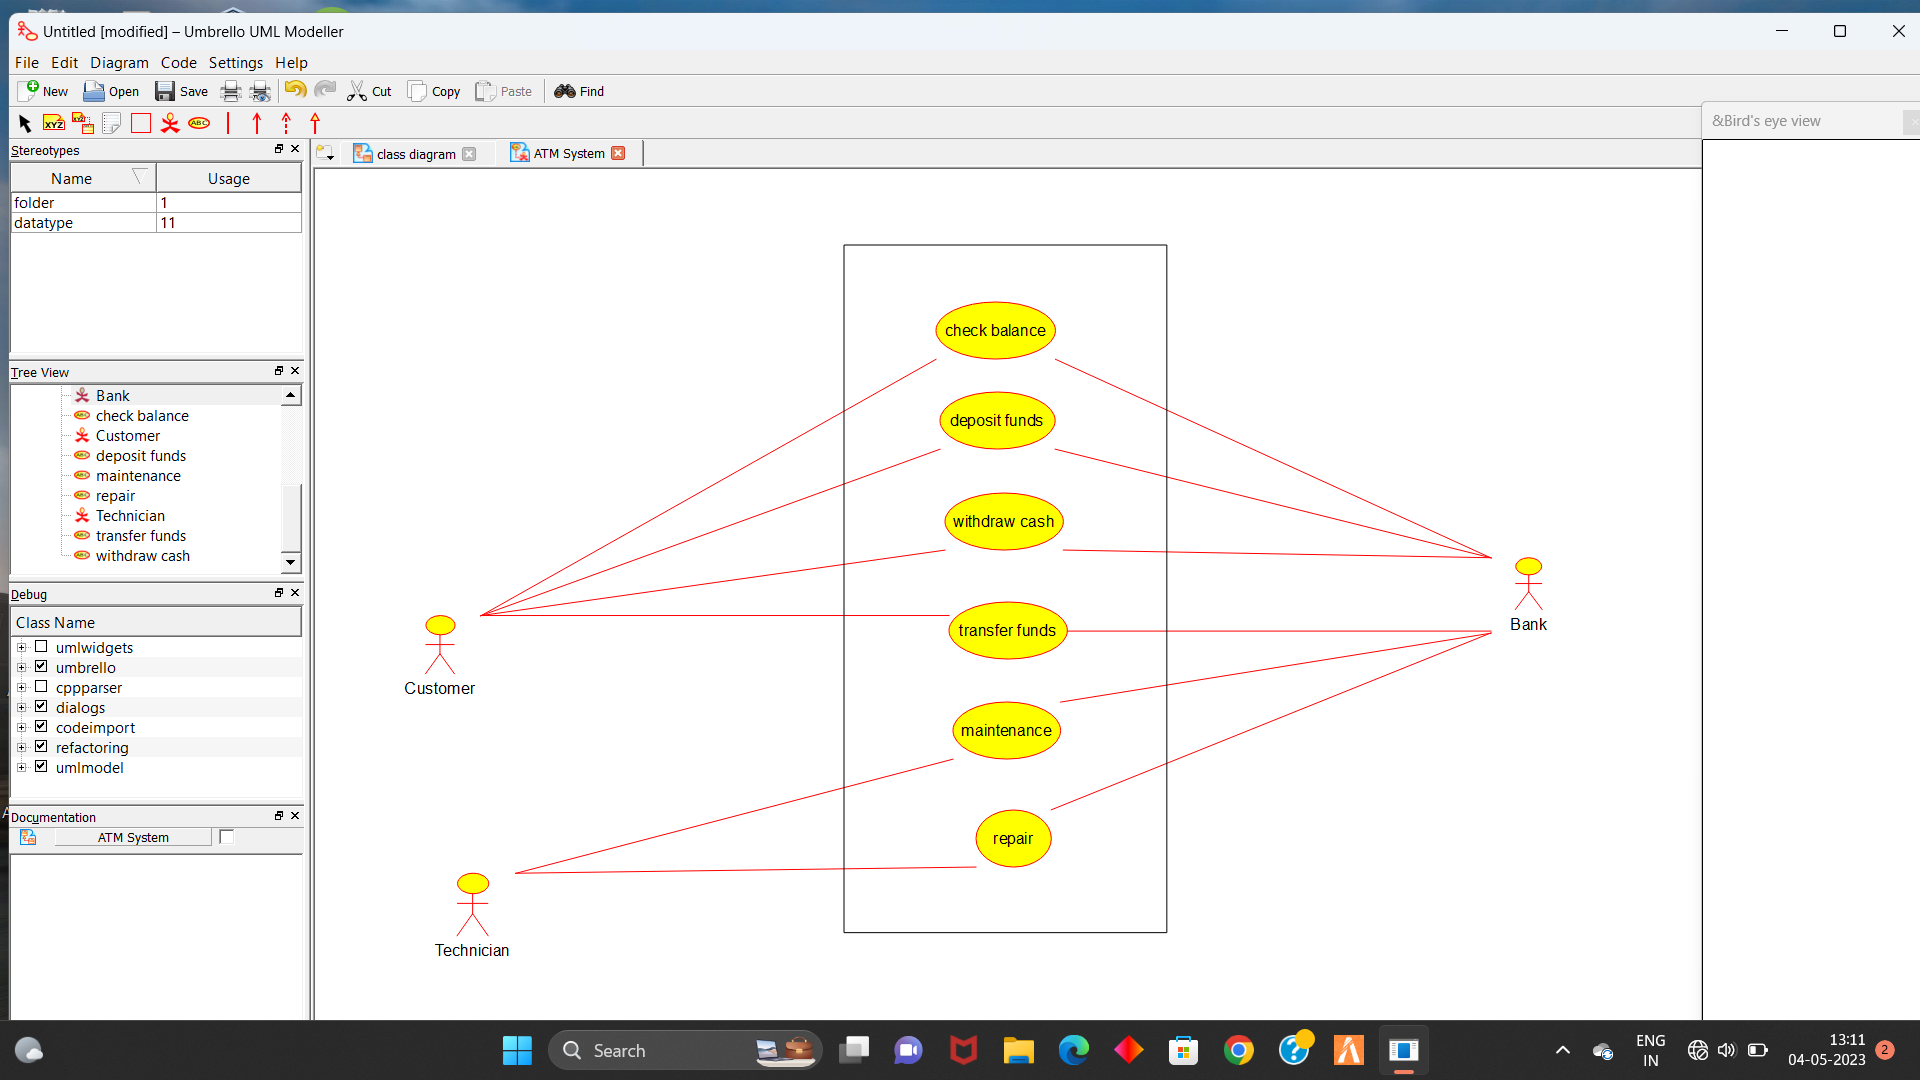 Untitled [modified] – Umbrello UML Modeller
File Edit Diagram Code Settings Help
New Open Save Cut Copy Paste Find
XYZ XYZ ABC
&Bird's eye view
Stereotypes
class diagram ATM System
Name Usage
folder 1
datatype 11
Tree View
Bank
check balance
Customer
deposit funds
maintenance
repair
Technician
transfer funds
withdraw cash
Debug
Class Name
umlwidgets
umbrello
cppparser
dialogs
codeimport
refactoring
umlmodel
Documentation
ATM System
check balance
deposit funds
withdraw cash
transfer funds
maintenance
repair
Customer
Technician
Bank
Search
ENG
IN
13:11
04-05-2023
2